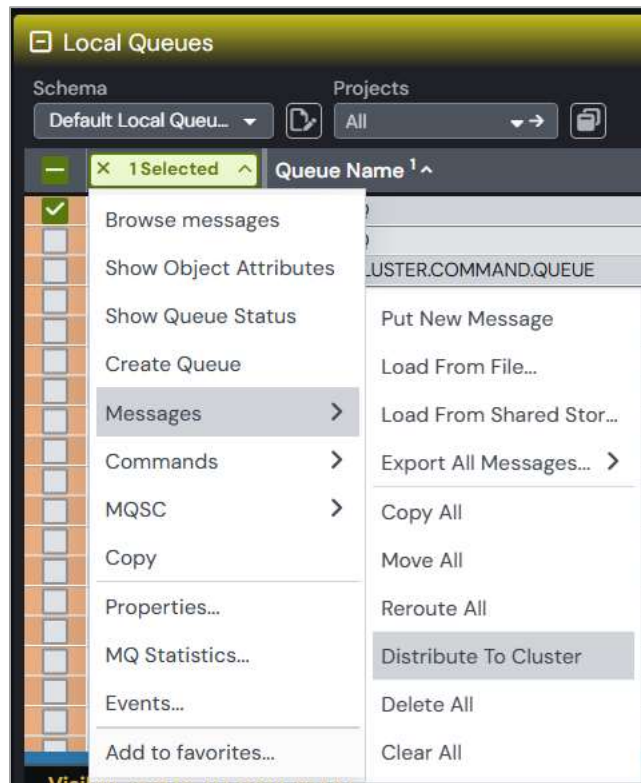 Local Queues
Schema Projects
Default Local Queu... All
1 Selected Queue Name 1
Browse messages
Show Object Attributes
LUSTER.COMMAND.QUEUE
Show Queue Status
Put New Message
Create Queue
Load From File...
Messages
Load From Shared Stor...
Commands
Export All Messages...
MQSC
Copy All
Copy
Move All
Properties...
Reroute All
MQ Statistics...
Distribute To Cluster
Events...
Delete All
Add to favorites...
Clear All